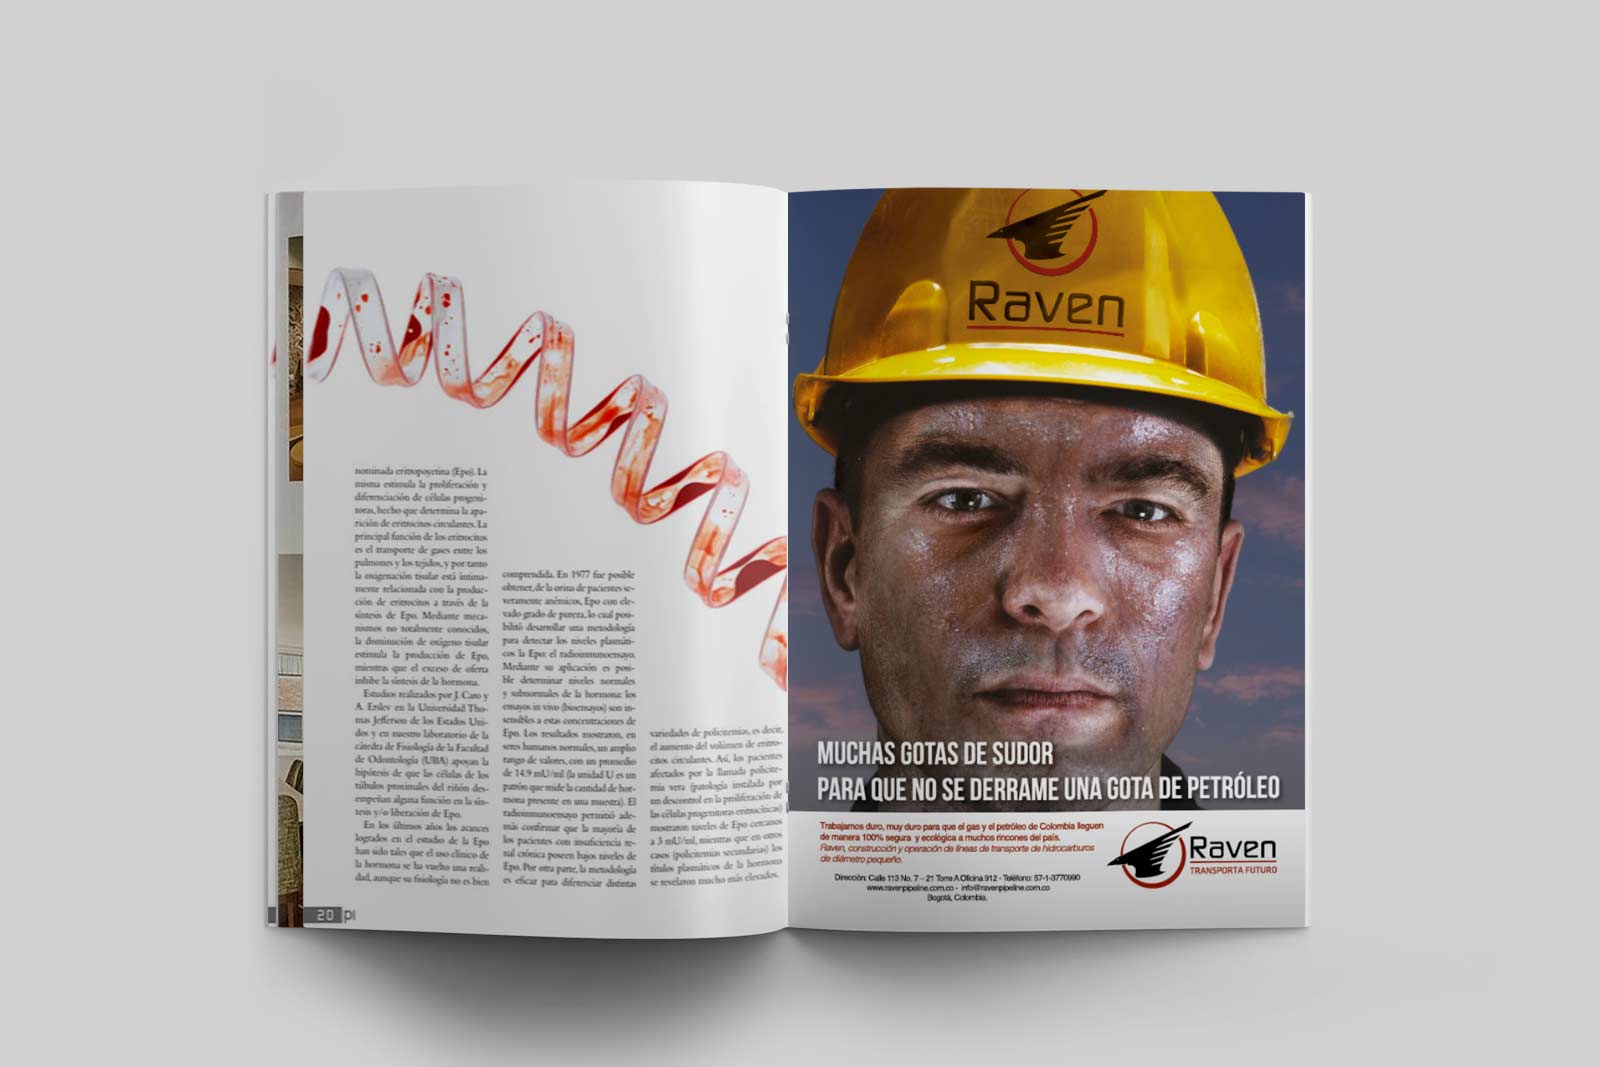 nominada eritropoyetina (Epo). La
misma estimula la proliferación y
diferenciación de células progeni-
toras, hecho que determina la apa-
rición de eritrocitos circulantes. La
principal función de los eritrocitos
es el transporte de gases entre los
pulmones y los tejidos, y por tanto
la oxigenación tisular está íntima-
mente relacionada con la produc-
ción de eritrocitos a través de la
síntesis de Epo. Mediante meca-
nismos no totalmente conocidos,
la disminución de oxígeno tisular
estimula la producción de Epo,
mientras que el exceso de oferta
inhibe la síntesis de la hormona.
Estudios realizados por J. Caro y
A. Erslev en la Universidad Tho-
mas Jefferson de los Estados Uni-
dos y en nuestro laboratorio de la
cátedra de Fisiología de la Facultad
de Odontología (UBA) apoyan la
hipótesis de que las células de los
túbulos proximales del riñón des-
empeñan alguna función en la sín-
tesis y/o liberación de Epo.
En los últimos años los avances
logrados en el estudio de la Epo
han sido tales que el uso clínico de
la hormona se ha vuelto una reali-
dad, aunque su fisiología no es bien
comprendida. En 1977 fue posible
obtener, de la orina de pacientes se-
veramente anémicos, Epo con ele-
vado grado de pureza, lo cual posi-
bilitó desarrollar una metodología
para detectar los niveles plasmáti-
cos la Epo: el radioinmunoensayo.
Mediante su aplicación es posi-
ble determinar niveles normales
y subnormales de la hormona: los
ensayos in vivo (bioensayos) son in-
sensibles a estas concentraciones de
Epo. Los resultados mostraron, en
seres humanos normales, un amplio
rango de valores, con un promedio
de 14.9 mU/ml (la unidad U es un
patrón que mide la cantidad de hor-
mona presente en una muestra). El
radioinmunoensayo permitió ade-
más confirmar que la mayoría de
los pacientes con insuficiencia re-
nal crónica poseen bajos niveles de
Epo. Por otra parte, la metodología
es eficaz para diferenciar distintas
variedades de policitemias, es decir,
el aumento del volúmen de eritro-
citos circulantes. Así, los pacientes
afectados por la llamada policite-
mia vera (patología instalada por
un descontrol en la proliferación de
las células progenitoras eritrocíticas)
mostraron niveles de Epo cercanos
a 3 mU/ml, mientras que en otros
casos (policitemias secundarias) los
títulos plasmáticos de la hormona
se revelaron mucho más elevados.
20 pi
Raven
MUCHAS GOTAS DE SUDOR
PARA QUE NO SE DERRAME UNA GOTA DE PETRÓLEO
Trabajamos duro, muy duro para que el gas y el petróleo de Colombia lleguen
de manera 100% segura y ecológica a muchos rincones del país.
Raven, construcción y operación de líneas de transporte de hidrocarburos
de diámetro pequeño.
Dirección: Calle 113 No. 7 – 21 Torre A Oficina 912 - Teléfono: 57-1-3770990
www.ravenpipeline.com.co - info@ravenpipeline.com.co
Bogotá, Colombia.
Raven
TRANSPORTA FUTURO